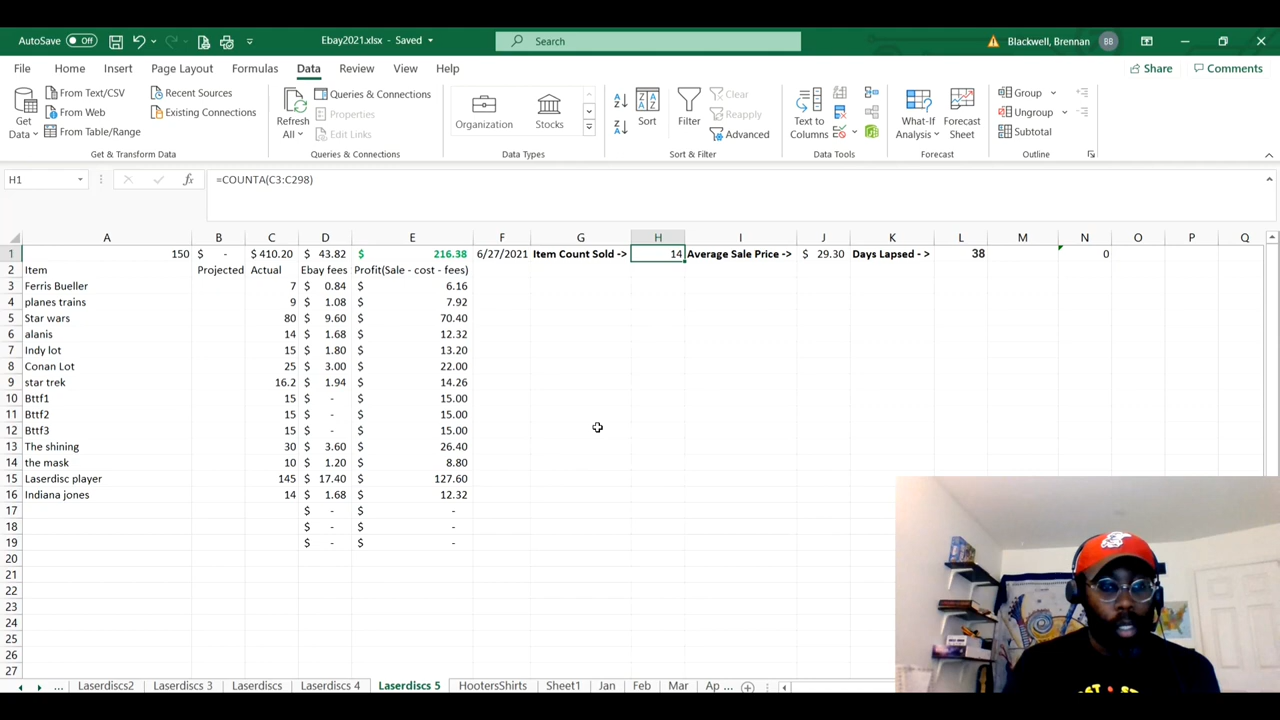 AutoSave Off Ebay2021.xlsx - Saved Search Blackwell, Brennan BB
File Home Insert Page Layout Formulas Data Review View Help Share Comments
Get Data From Text/CSV From Web From Table/Range Recent Sources Existing Connections
Get & Transform Data
Refresh All Queries & Connections Properties Edit Links
Queries & Connections
Organization Stocks
Data Types
Sort Filter Clear Reapply Advanced
Sort & Filter
Text to Columns
Data Tools
What-If Analysis Forecast Sheet
Forecast
Group Ungroup Subtotal
Outline
H1 fx =COUNTA(C3:C298)
A B C D E F G H I J K L M N O P Q
1 150 $ - $ 410.20 $ 43.82 $ 216.38 6/27/2021 Item Count Sold -> 14 Average Sale Price -> $ 29.30 Days Lapsed - > 38 0
2 Item Projected Actual Ebay fees Profit(Sale - cost - fees)
3 Ferris Bueller 7 $ 0.84 $ 6.16
4 planes trains 9 $ 1.08 $ 7.92
5 Star wars 80 $ 9.60 $ 70.40
6 alanis 14 $ 1.68 $ 12.32
7 Indy lot 15 $ 1.80 $ 13.20
8 Conan Lot 25 $ 3.00 $ 22.00
9 star trek 16.2 $ 1.94 $ 14.26
10 Bttf1 15 $ - $ 15.00
11 Bttf2 15 $ - $ 15.00
12 Bttf3 15 $ - $ 15.00
13 The shining 30 $ 3.60 $ 26.40
14 the mask 10 $ 1.20 $ 8.80
15 Laserdisc player 145 $ 17.40 $ 127.60
16 Indiana jones 14 $ 1.68 $ 12.32
17 $ - $ -
18 $ - $ -
19 $ - $ -
20
21
22
23
24
25
26
27
... Laserdiscs2 Laserdiscs 3 Laserdiscs Laserdiscs 4 Laserdiscs 5 HootersShirts Sheet1 Jan Feb Mar Ap ...